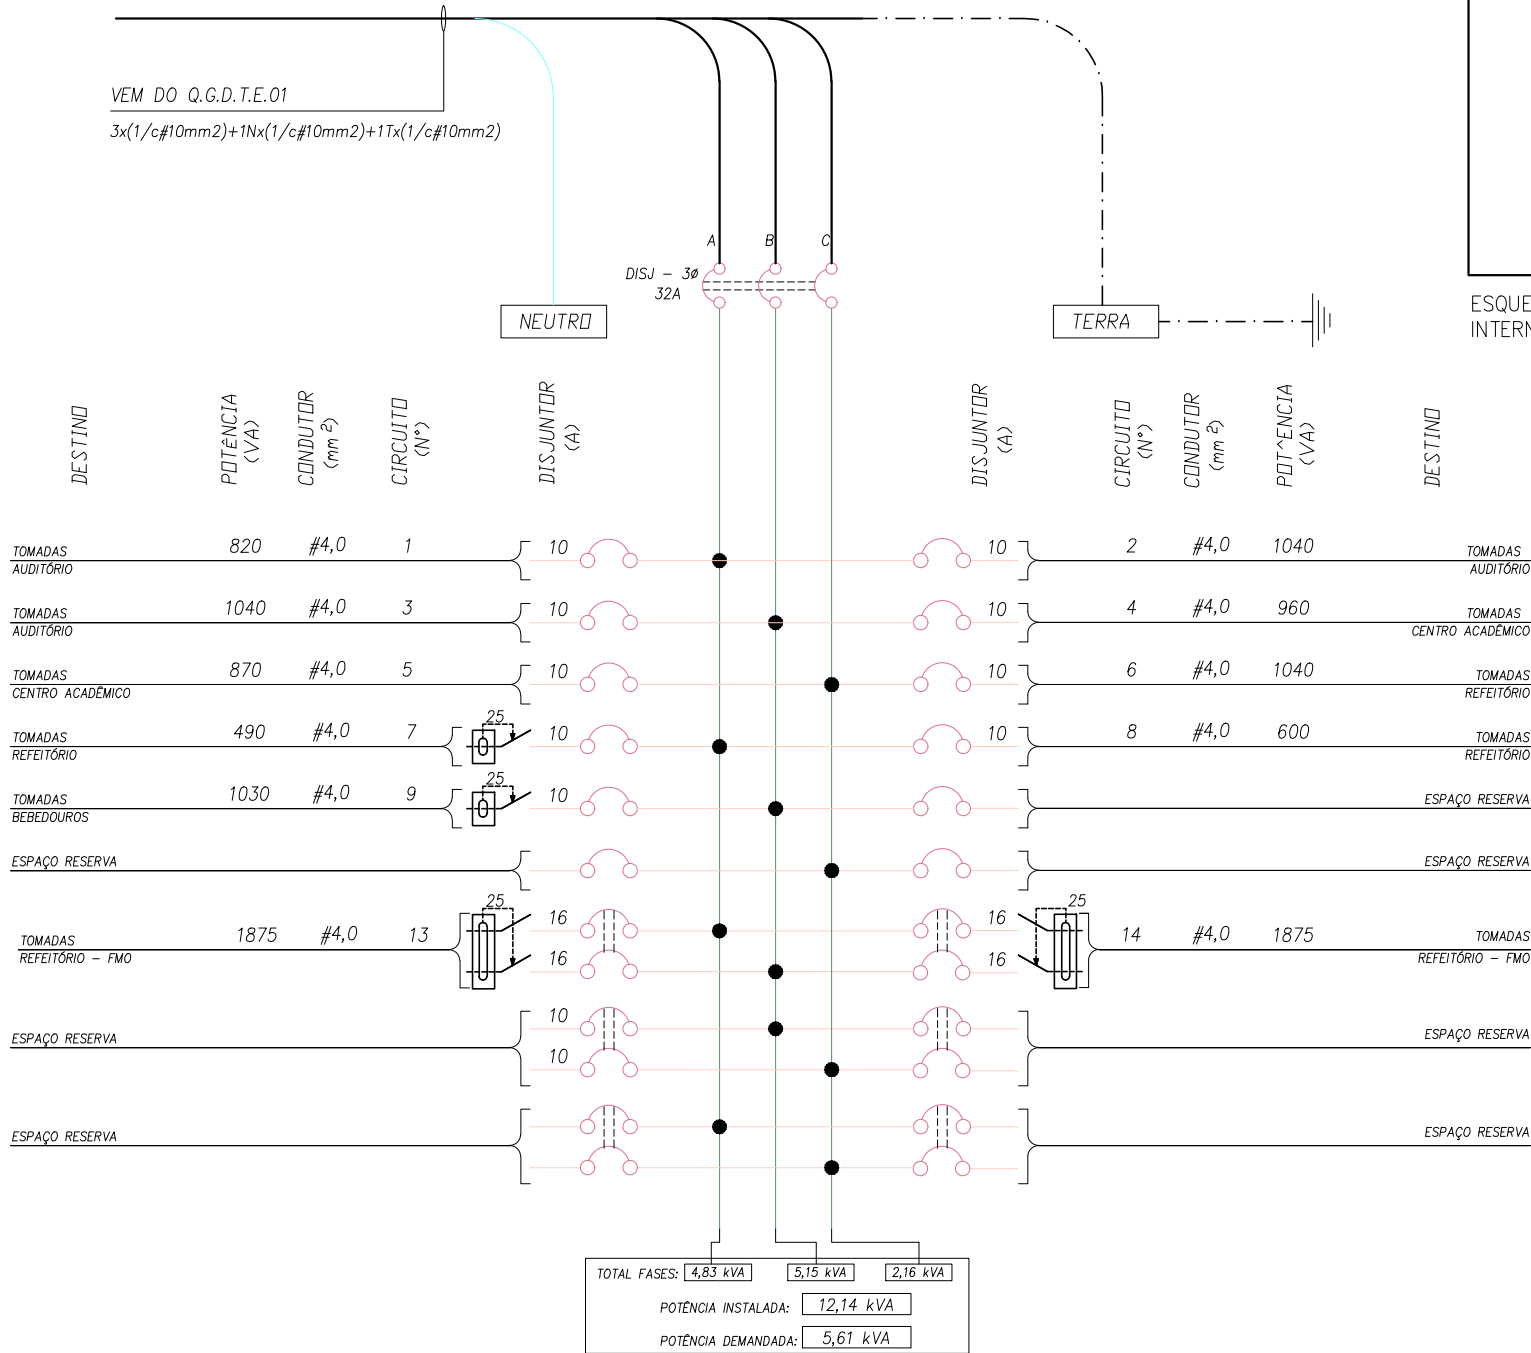 VEM DO Q.G.D.T.E.01
3x(1/c#10mm2)+1Nx(1/c#10mm2)+1Tx(1/c#10mm2)
A
B
C
DISJ - 3ø
32A
NEUTRO
TERRA
ESQUE
INTERN
DESTINO
POTÊNCIA
(VA)
CONDUTOR
(mm²)
CIRCUITO
(N°)
DISJUNTOR
(A)
DISJUNTOR
(A)
CIRCUITO
(N°)
CONDUTOR
(mm²)
POT^ENCIA
(VA)
DESTINO
TOMADAS 820 #4,0 1 10 10 2 #4,0 1040 TOMADAS
AUDITÓRIO AUDITÓRIO
TOMADAS 1040 #4,0 3 10 10 4 #4,0 960 TOMADAS
AUDITÓRIO CENTRO ACADÊMICO
TOMADAS 870 #4,0 5 10 10 6 #4,0 1040 TOMADAS
CENTRO ACADÊMICO REFEITÓRIO
25
TOMADAS 490 #4,0 7 10 10 8 #4,0 600 TOMADAS
REFEITÓRIO REFEITÓRIO
25
TOMADAS 1030 #4,0 9 10 ESPAÇO RESERVA
BEBEDOUROS
ESPAÇO RESERVA ESPAÇO RESERVA
25 25
16 16
TOMADAS 1875 #4,0 13 14 #4,0 1875 TOMADAS
REFEITÓRIO - FMO 16 16 REFEITÓRIO - FMO
10
ESPAÇO RESERVA ESPAÇO RESERVA
10
ESPAÇO RESERVA ESPAÇO RESERVA
TOTAL FASES: 4,83 kVA 5,15 kVA 2,16 kVA
POTÊNCIA INSTALADA: 12,14 kVA
POTÊNCIA DEMANDADA: 5,61 kVA